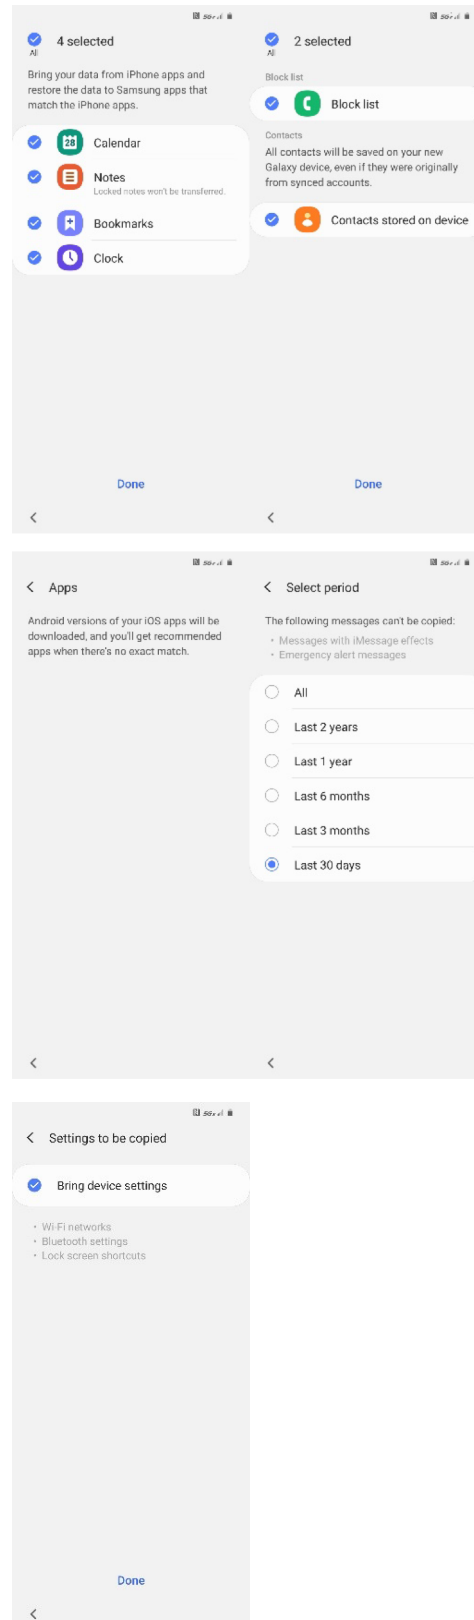 4 selected
All
Bring your data from iPhone apps and
restore the data to Samsung apps that
match the iPhone apps.
28
Calendar
Notes
Locked notes won't be transferred.
Bookmarks
Clock
Done
2 selected
All
Block list
Block list
Contacts
All contacts will be saved on your new
Galaxy device, even if they were originally
from synced accounts.
Contacts stored on device
Done
Apps
Android versions of your iOS apps will be
downloaded, and you'll get recommended
apps when there's no exact match.
Select period
The following messages can't be copied:
• Messages with iMessage effects
• Emergency alert messages
All
Last 2 years
Last 1 year
Last 6 months
Last 3 months
Last 30 days
Settings to be copied
Bring device settings
• Wi-Fi networks
• Bluetooth settings
• Lock screen shortcuts
Done